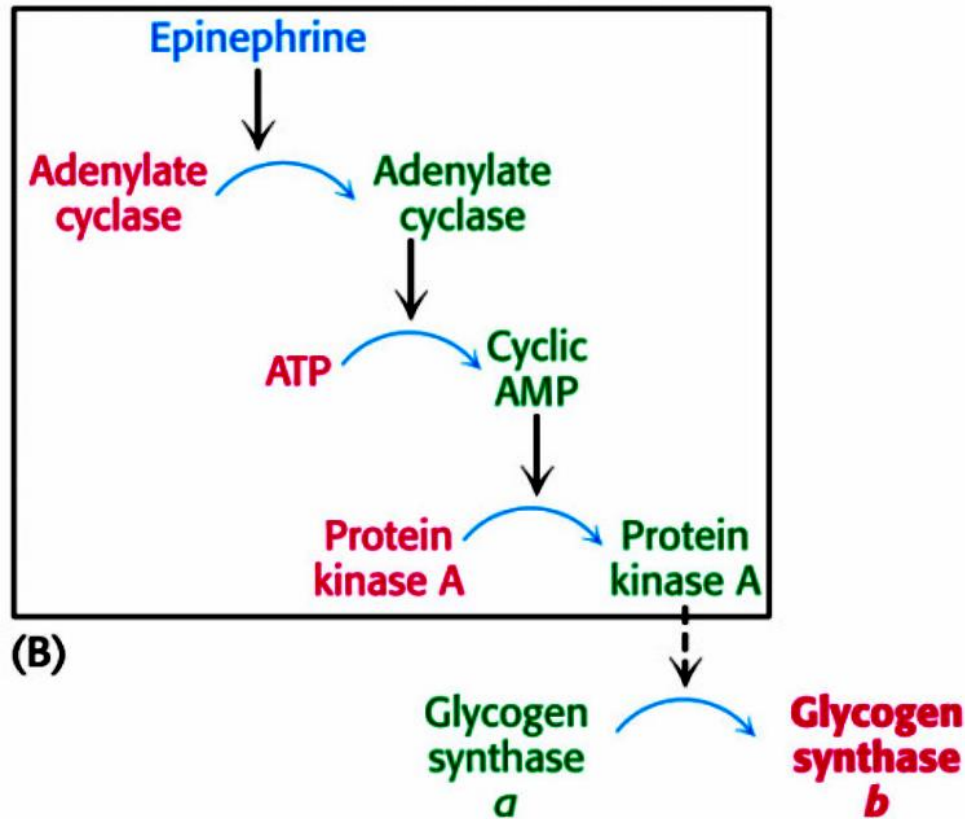 Epinephrine
Adenylate
cyclase
Adenylate
cyclase
ATP
Cyclic
AMP
Protein
kinase A
Protein
kinase A
(B)
Glycogen
synthase
a
Glycogen
synthase
b